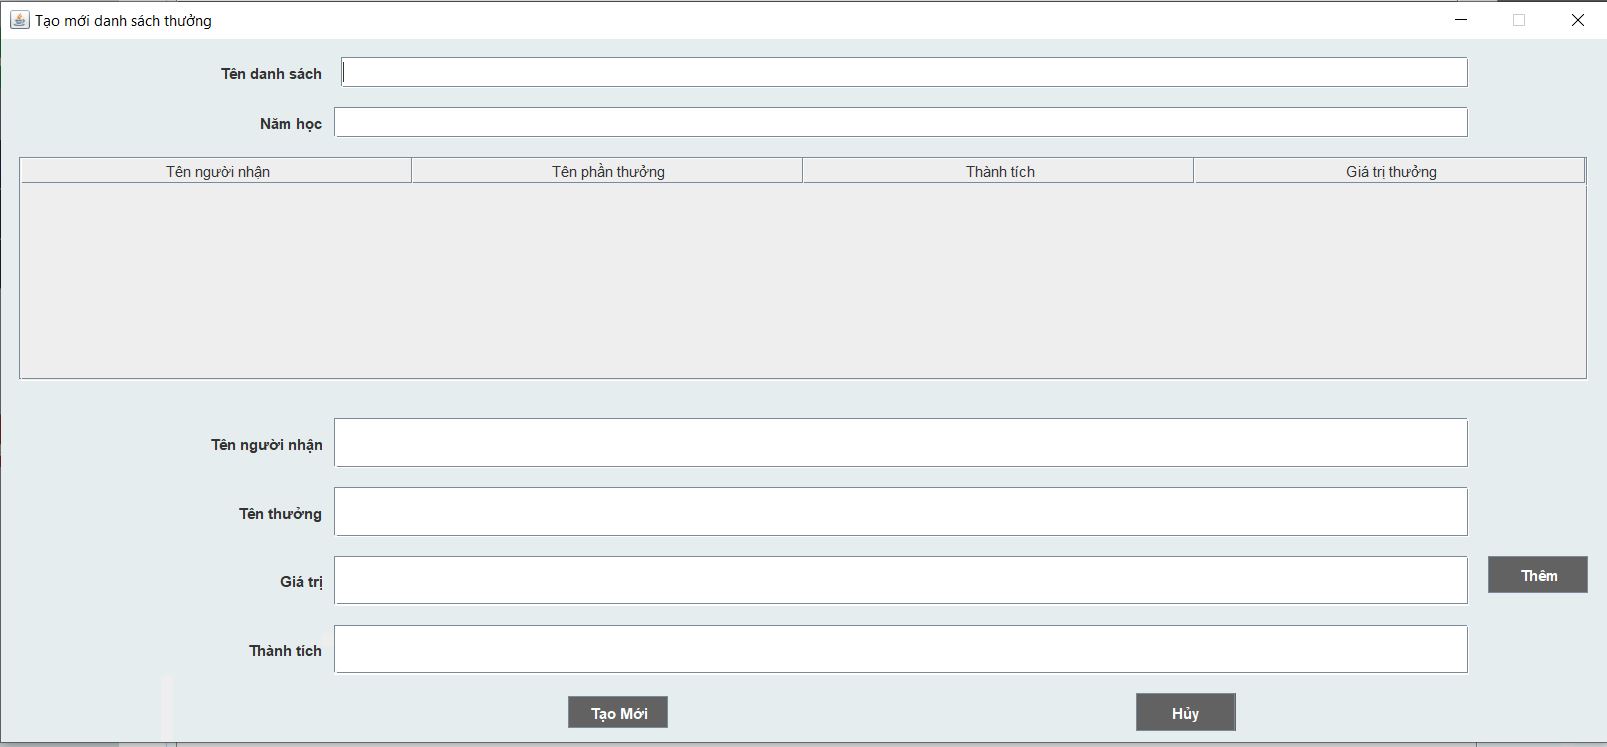 Tạo mới danh sách thưởng
Tên danh sách
Năm học
Tên người nhận Tên phần thưởng Thành tích Giá trị thưởng
Tên người nhận
Tên thưởng
Giá trị
Thêm
Thành tích
Tạo Mới
Hủy